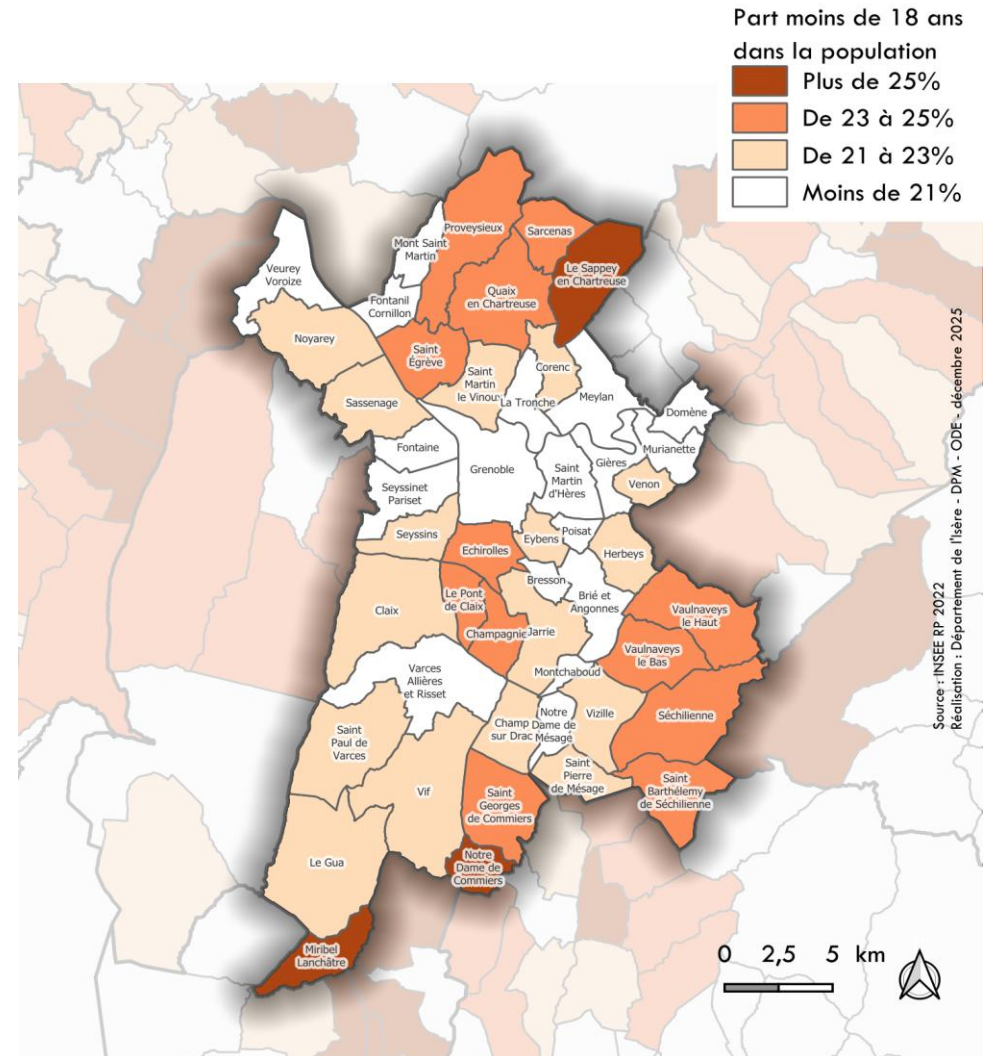 Part moins de 18 ans
dans la population
Plus de 25%
De 23 à 25%
De 21 à 23%
Moins de 21%
Proveysieux
Sarcenas
Mont Saint
Martin
Le Sappey
en Chartreuse
Veurey
Voroize
Quaix
en Chartreuse
Fontanil
Cornillon
Noyarey
Saint
Égrève
Saint
Martin
le Vinoux
Corenc
La Tronche
Meylan
Sassenage
Domène
Fontaine
Murianette
Grenoble
Saint
Martin
d'Hères
Gières
Venon
Seyssinet
Pariset
Seyssins
Eybens
Poisat
Echirolles
Herbeys
Bresson
Le Pont
de Claix
Brié et
Angonnes
Vaulnaveys
le Haut
Claix
Champagnie
Jarrie
Vaulnaveys
le Bas
Montchaboud
Varces
Allières
et Risset
Saint
Paul de
Varces
Champ
sur Drac
Notre
Dame de
Mésage
Vizille
Séchilienne
Saint
Pierre
de Mésage
Saint
Barthélemy
de Séchilienne
Vif
Saint
Georges
de Commiers
Le Gua
Notre
Dame de
Commiers
Miribel
Lanchâtre
0 2,5 5 km
Source : INSEE RP 2022
Réalisation : Département de l'Isère - DPM - ODE - décembre 2025